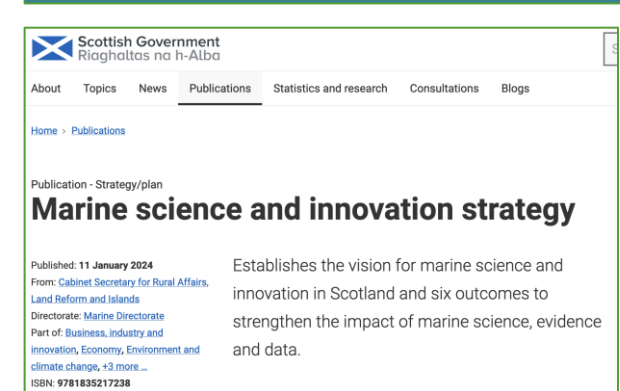 Scottish Government
Riaghaltas na h-Alba
About Topics News Publications Statistics and research Consultations Blogs
Home › Publications
Publication - Strategy/plan
Marine science and innovation strategy
Published: 11 January 2024
From: Cabinet Secretary for Rural Affairs,
Land Reform and Islands
Directorate: Marine Directorate
Part of: Business, industry and
innovation, Economy, Environment and
climate change, +3 more ...
ISBN: 9781835217238
Establishes the vision for marine science and
innovation in Scotland and six outcomes to
strengthen the impact of marine science, evidence
and data.